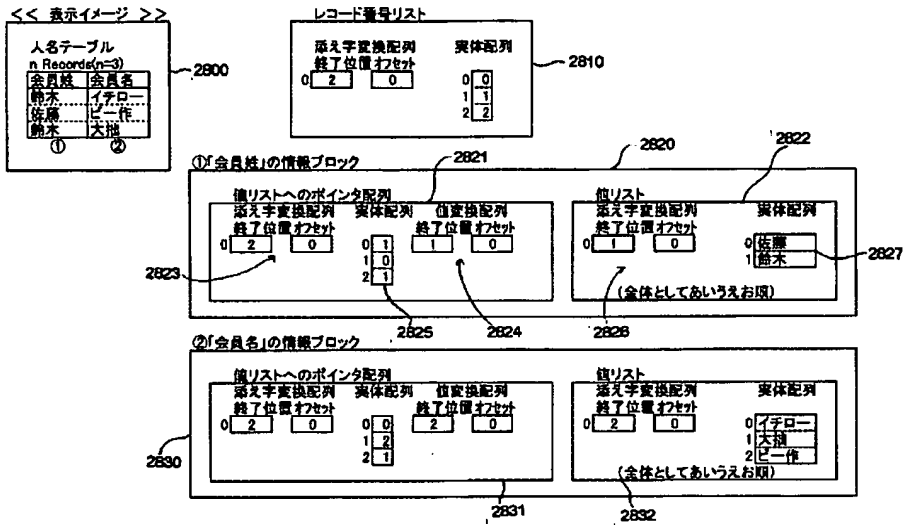 << 表示イメージ >>
人名テーブル
n Records(n=3)
会員姓 会員名
鈴木 イチロー
佐藤 ビー作
鈴木 大拙
① ②
2800
レコード番号リスト
添え字変換配列 実体配列
終了位置 オフセット
0 2 0
0 0
1 1
2 2
2810
2820
①「会員姓」の情報ブロック
2821
2822
値リストへのポインタ配列
添え字変換配列 実体配列 値変換配列
終了位置 オフセット 終了位置 オフセット
0 2 0 0 1 1 0
1 0
2 1
2823
2825
2824
値リスト
添え字変換配列 実体配列
終了位置 オフセット
0 1 0
0 佐藤
1 鈴木
2827
(全体としてあいうえお順)
2826
②「会員名」の情報ブロック
値リストへのポインタ配列
添え字変換配列 実体配列 値変換配列
終了位置 オフセット 終了位置 オフセット
0 2 0 0 0 2 0
1 2
2 1
2830
2831
値リスト
添え字変換配列 実体配列
終了位置 オフセット
0 2 0
0 イチロー
1 大拙
2 ビー作
(全体としてあいうえお順)
2832